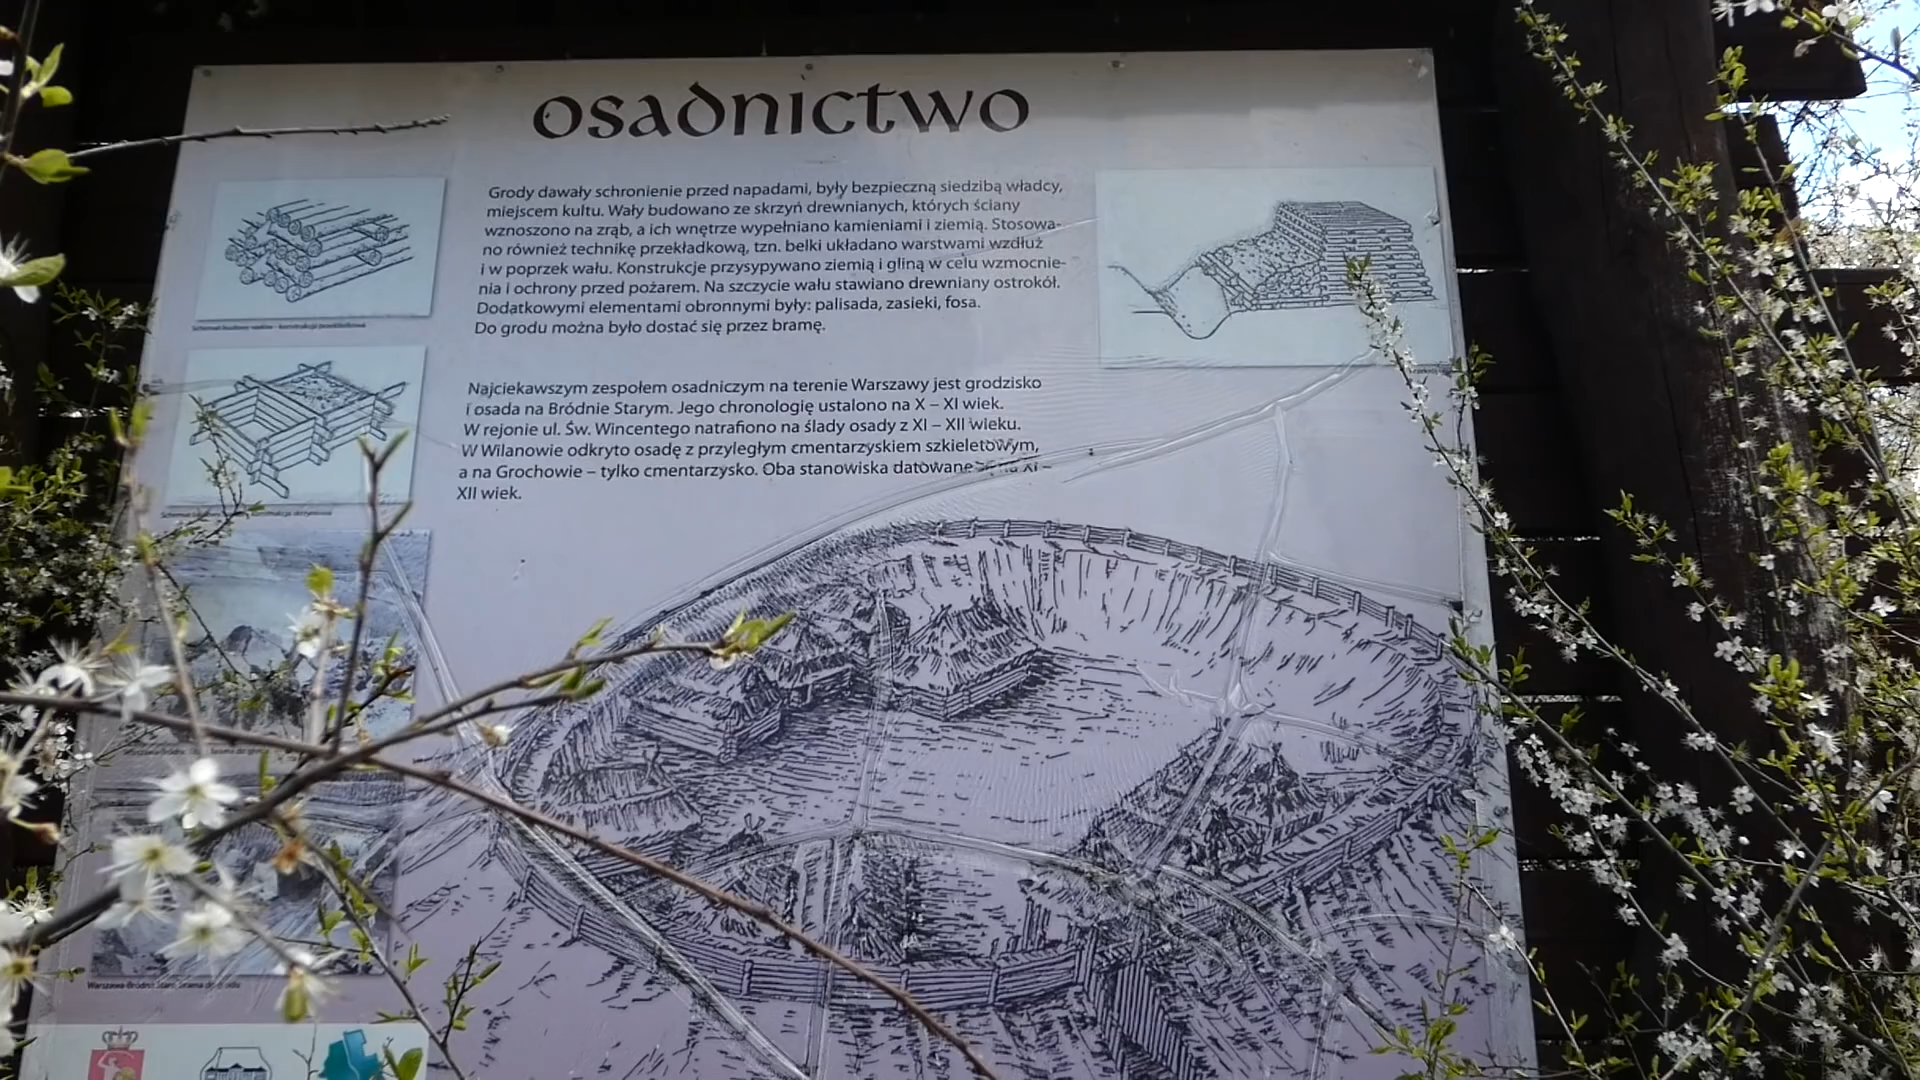 osadnictwo
Grody dawały schronienie przed napadami, były bezpieczną siedzibą władcy,
miejscem kultu. Wały budowano ze skrzyń drewnianych, których ściany
wznoszono na zrąb, a ich wnętrze wypełniano kamieniami i ziemią. Stosowa-
no również technikę przekładkową, tzn. belki układano warstwami wzdłuż
i w poprzek wału. Konstrukcje przysypywano ziemią i gliną w celu wzmocnie-
nia i ochrony przed pożarem. Na szczycie wału stawiano drewniany ostrokół.
Dodatkowymi elementami obronnymi były: palisada, zasieki, fosa.
Do grodu można było dostać się przez bramę.
Schemat budowy wałów - konstrukcja przekładkowa
Najciekawszym zespołem osadniczym na terenie Warszawy jest grodzisko
i osada na Bródnie Starym. Jego chronologię ustalono na X – XI wiek.
W rejonie ul. Św. Wincentego natrafiono na ślady osady z XI – XII wieku.
W Wilanowie odkryto osadę z przyległym cmentarzyskiem szkieletowym,
a na Grochowie – tylko cmentarzysko. Oba stanowiska datowane są na XI –
XII wiek.